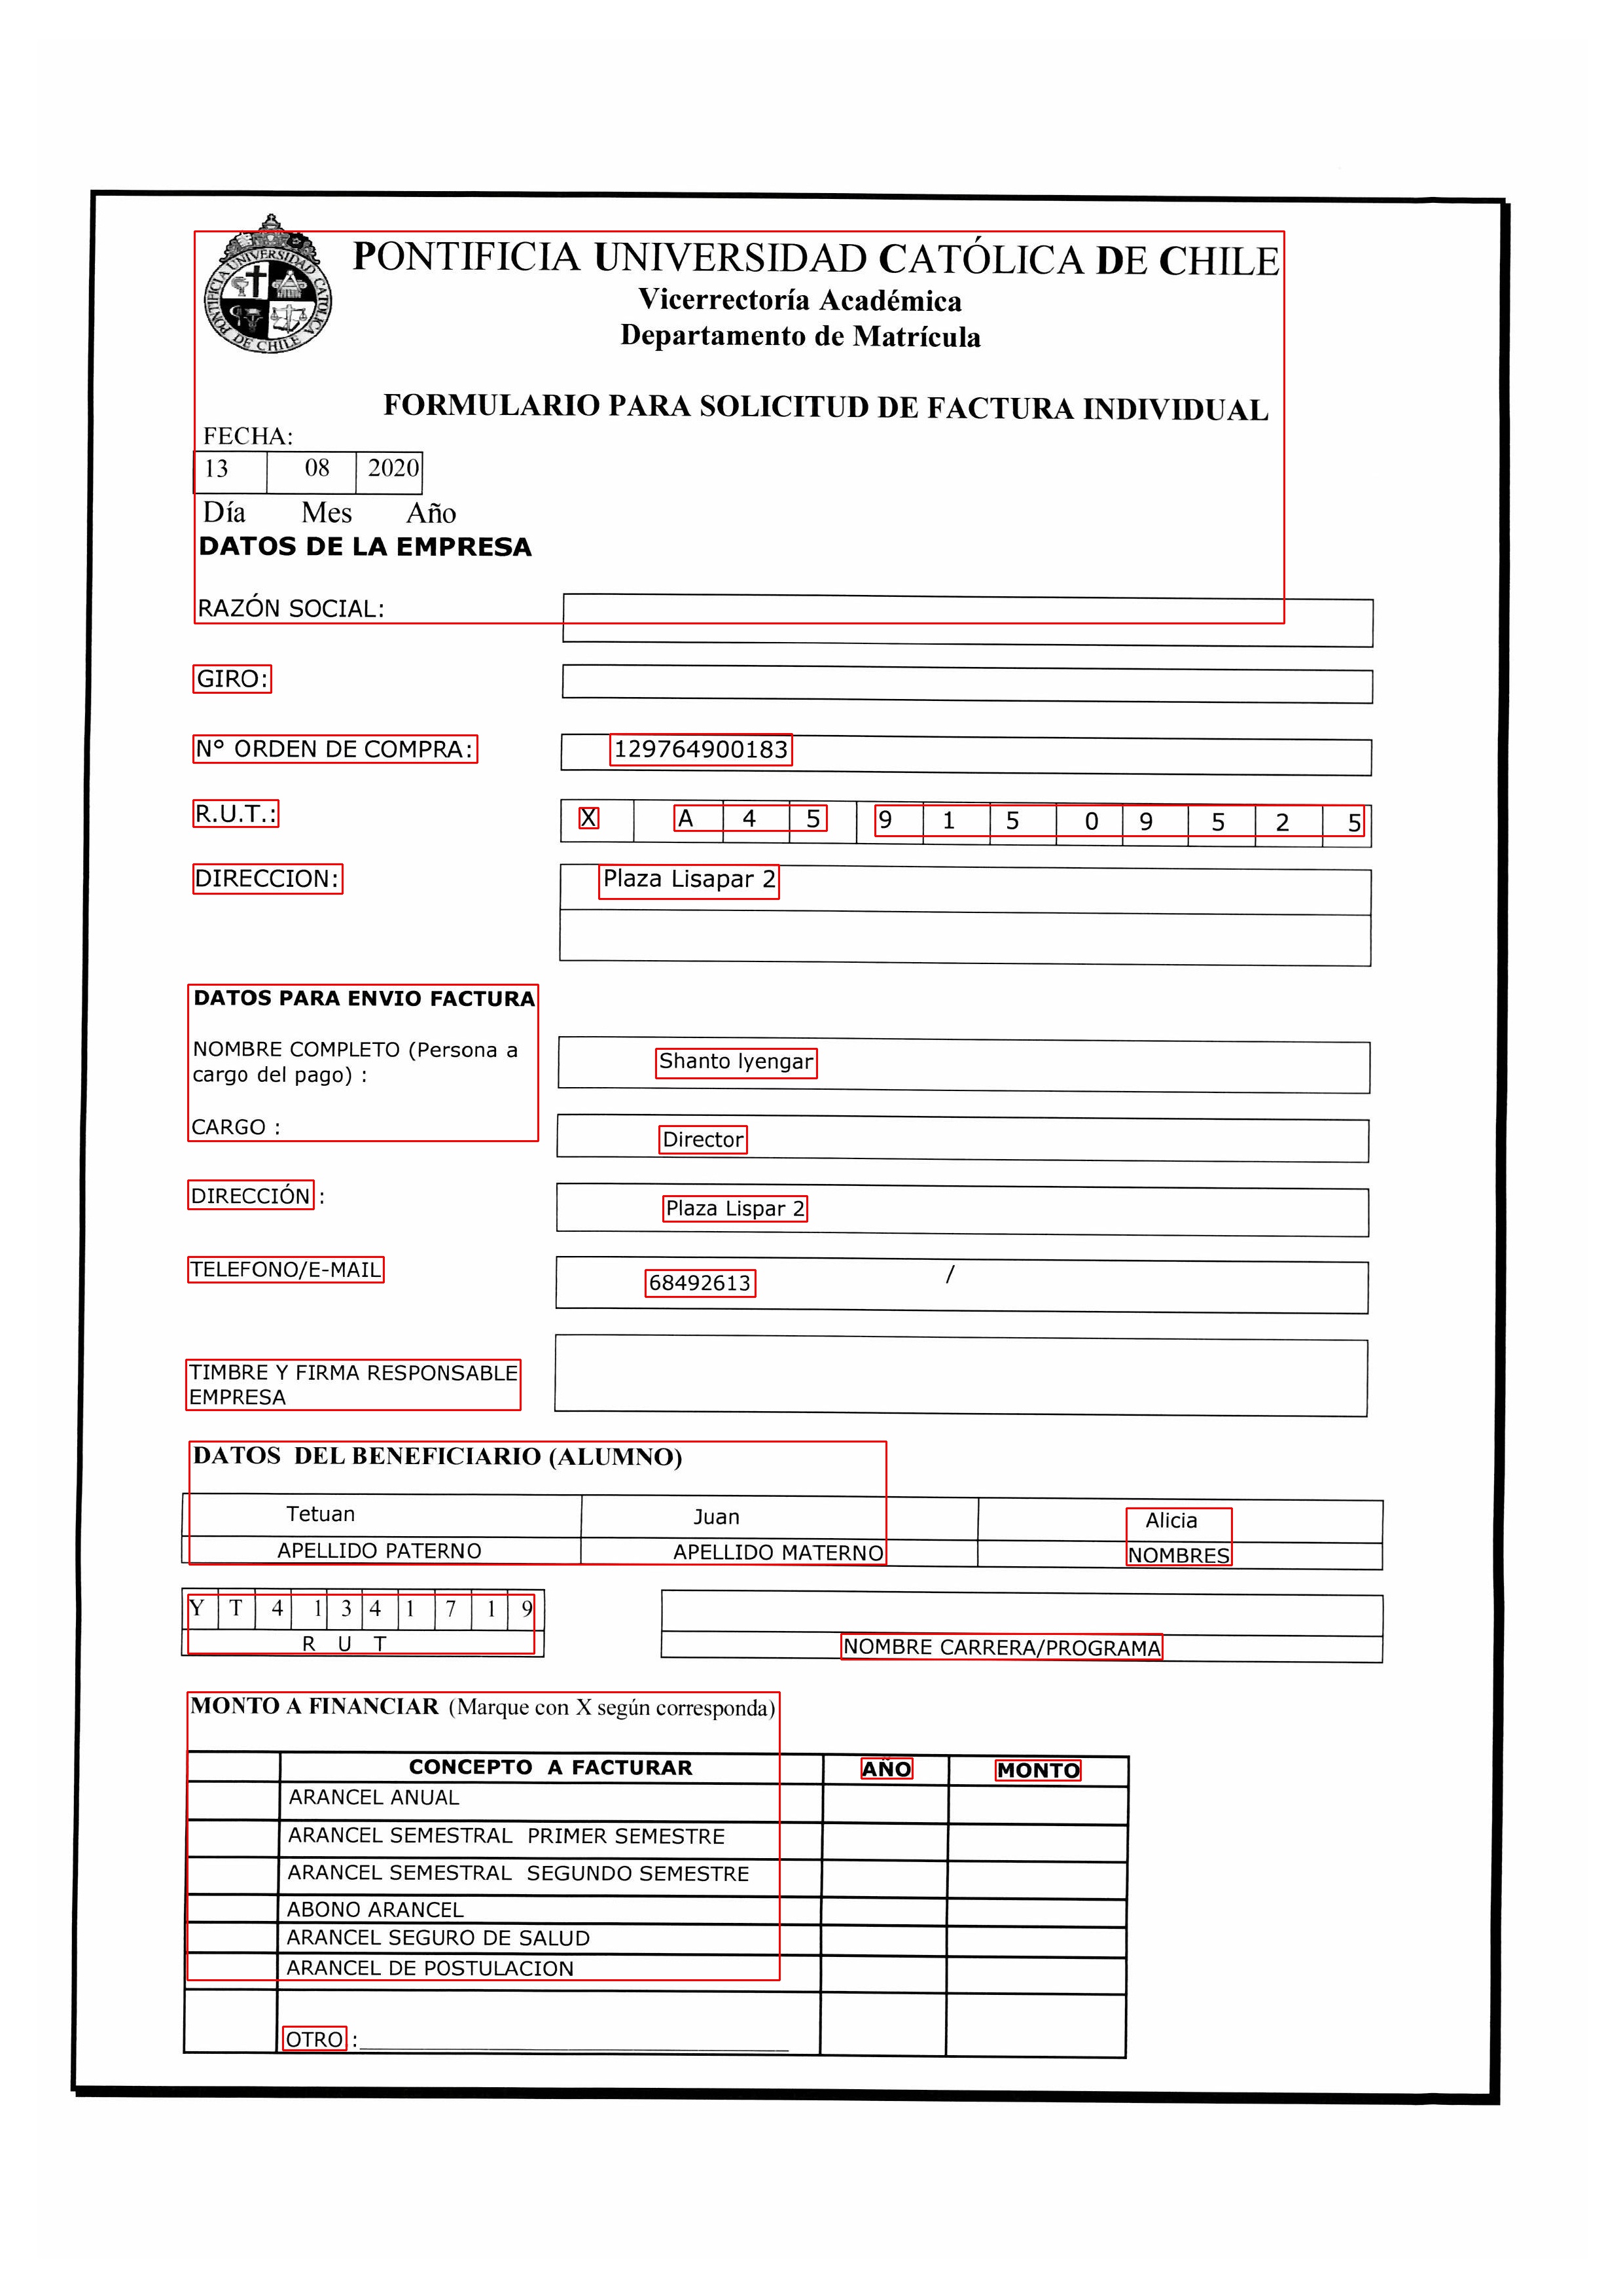 PONTIFICIA UNIVERSIDAD CATÓLICA DE CHILE
PONTIFICIA UNIVERSIDAD CATOLICA DE CHILE
Vicerrectoría Académica
Departamento de Matrícula
FORMULARIO PARA SOLICITUD DE FACTURA INDIVIDUAL
FECHA:
13 08 2020
Día Mes Año
DATOS DE LA EMPRESA
RAZÓN SOCIAL:
GIRO:
N° ORDEN DE COMPRA: 129764900183
R.U.T.: X A 4 5 9 1 5 0 9 5 2 5
DIRECCION: Plaza Lisapar 2
DATOS PARA ENVIO FACTURA
NOMBRE COMPLETO (Persona a
cargo del pago) : Shanto lyengar
CARGO : Director
DIRECCIÓN : Plaza Lispar 2
TELEFONO/E-MAIL 68492613 /
TIMBRE Y FIRMA RESPONSABLE
EMPRESA
DATOS DEL BENEFICIARIO (ALUMNO)
Tetuan Juan Alicia
APELLIDO PATERNO APELLIDO MATERNO NOMBRES
Y T 4 1 3 4 1 7 1 9
R U T NOMBRE CARRERA/PROGRAMA
MONTO A FINANCIAR (Marque con X según corresponda)
CONCEPTO A FACTURAR AÑO MONTO
ARANCEL ANUAL
ARANCEL SEMESTRAL PRIMER SEMESTRE
ARANCEL SEMESTRAL SEGUNDO SEMESTRE
ABONO ARANCEL
ARANCEL SEGURO DE SALUD
ARANCEL DE POSTULACION
OTRO :